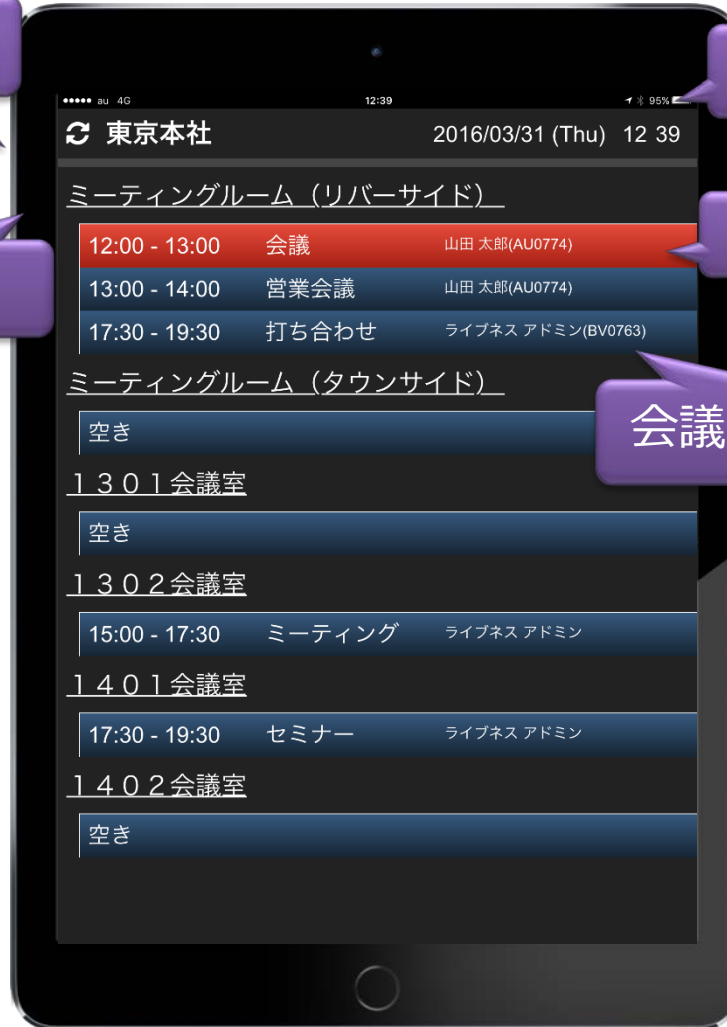 ●●●●● au 4G 12:39 95%
東京本社 2016/03/31 (Thu) 12 39
ミーティングルーム（リバーサイド）
12:00 - 13:00 会議 山田 太郎(AU0774)
13:00 - 14:00 営業会議 山田 太郎(AU0774)
17:30 - 19:30 打ち合わせ ライブネス アドミン(BV0763)
ミーティングルーム（タウンサイド）
空き
会議
１３０１会議室
空き
１３０２会議室
15:00 - 17:30 ミーティング ライブネス アドミン
１４０１会議室
17:30 - 19:30 セミナー ライブネス アドミン
１４０２会議室
空き